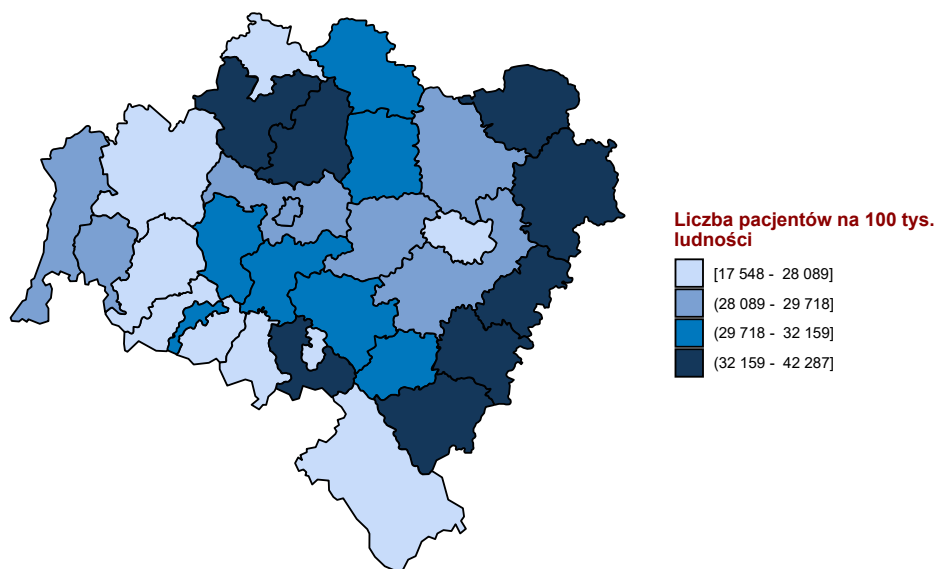 Liczba pacjentów na 100 tys.
ludności
[17 548 - 28 089]
(28 089 - 29 718]
(29 718 - 32 159]
(32 159 - 42 287]